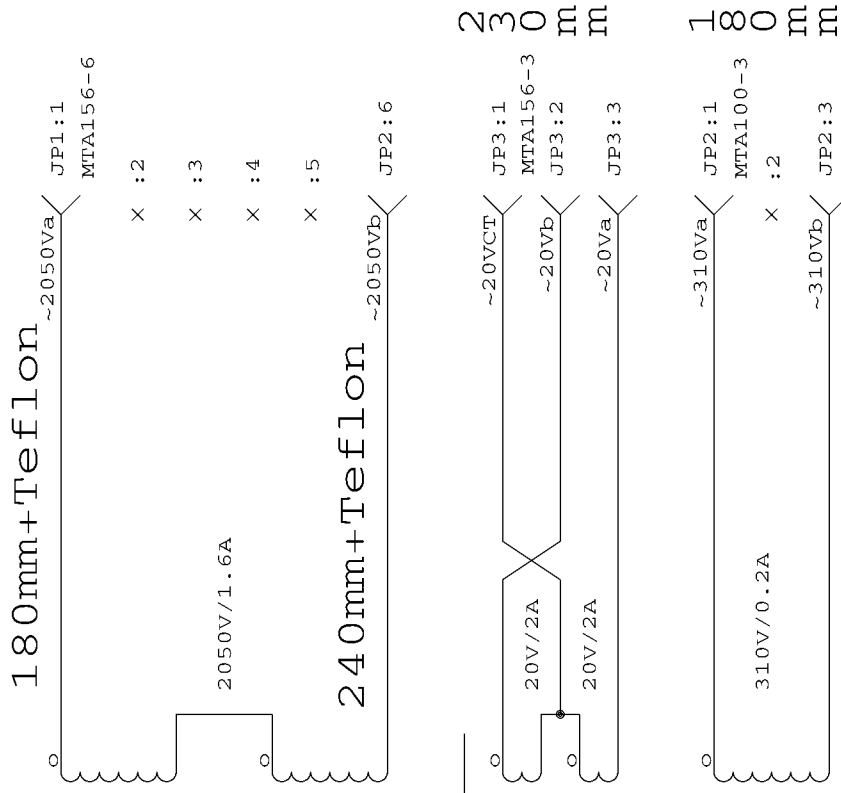 180mm+Teflon
~2050Va
JP1:1
MTA156-6
:2
:3
:4
:5
2050V/1.6A
240mm+Teflon
~2050Vb
JP2:6
230mm
~20VCT
JP3:1
MTA156-3
20V/2A
~20Vb
JP3:2
20V/2A
~20Va
JP3:3
180mm
~310Va
JP2:1
MTA100-3
:2
310V/0.2A
~310Vb
JP2:3